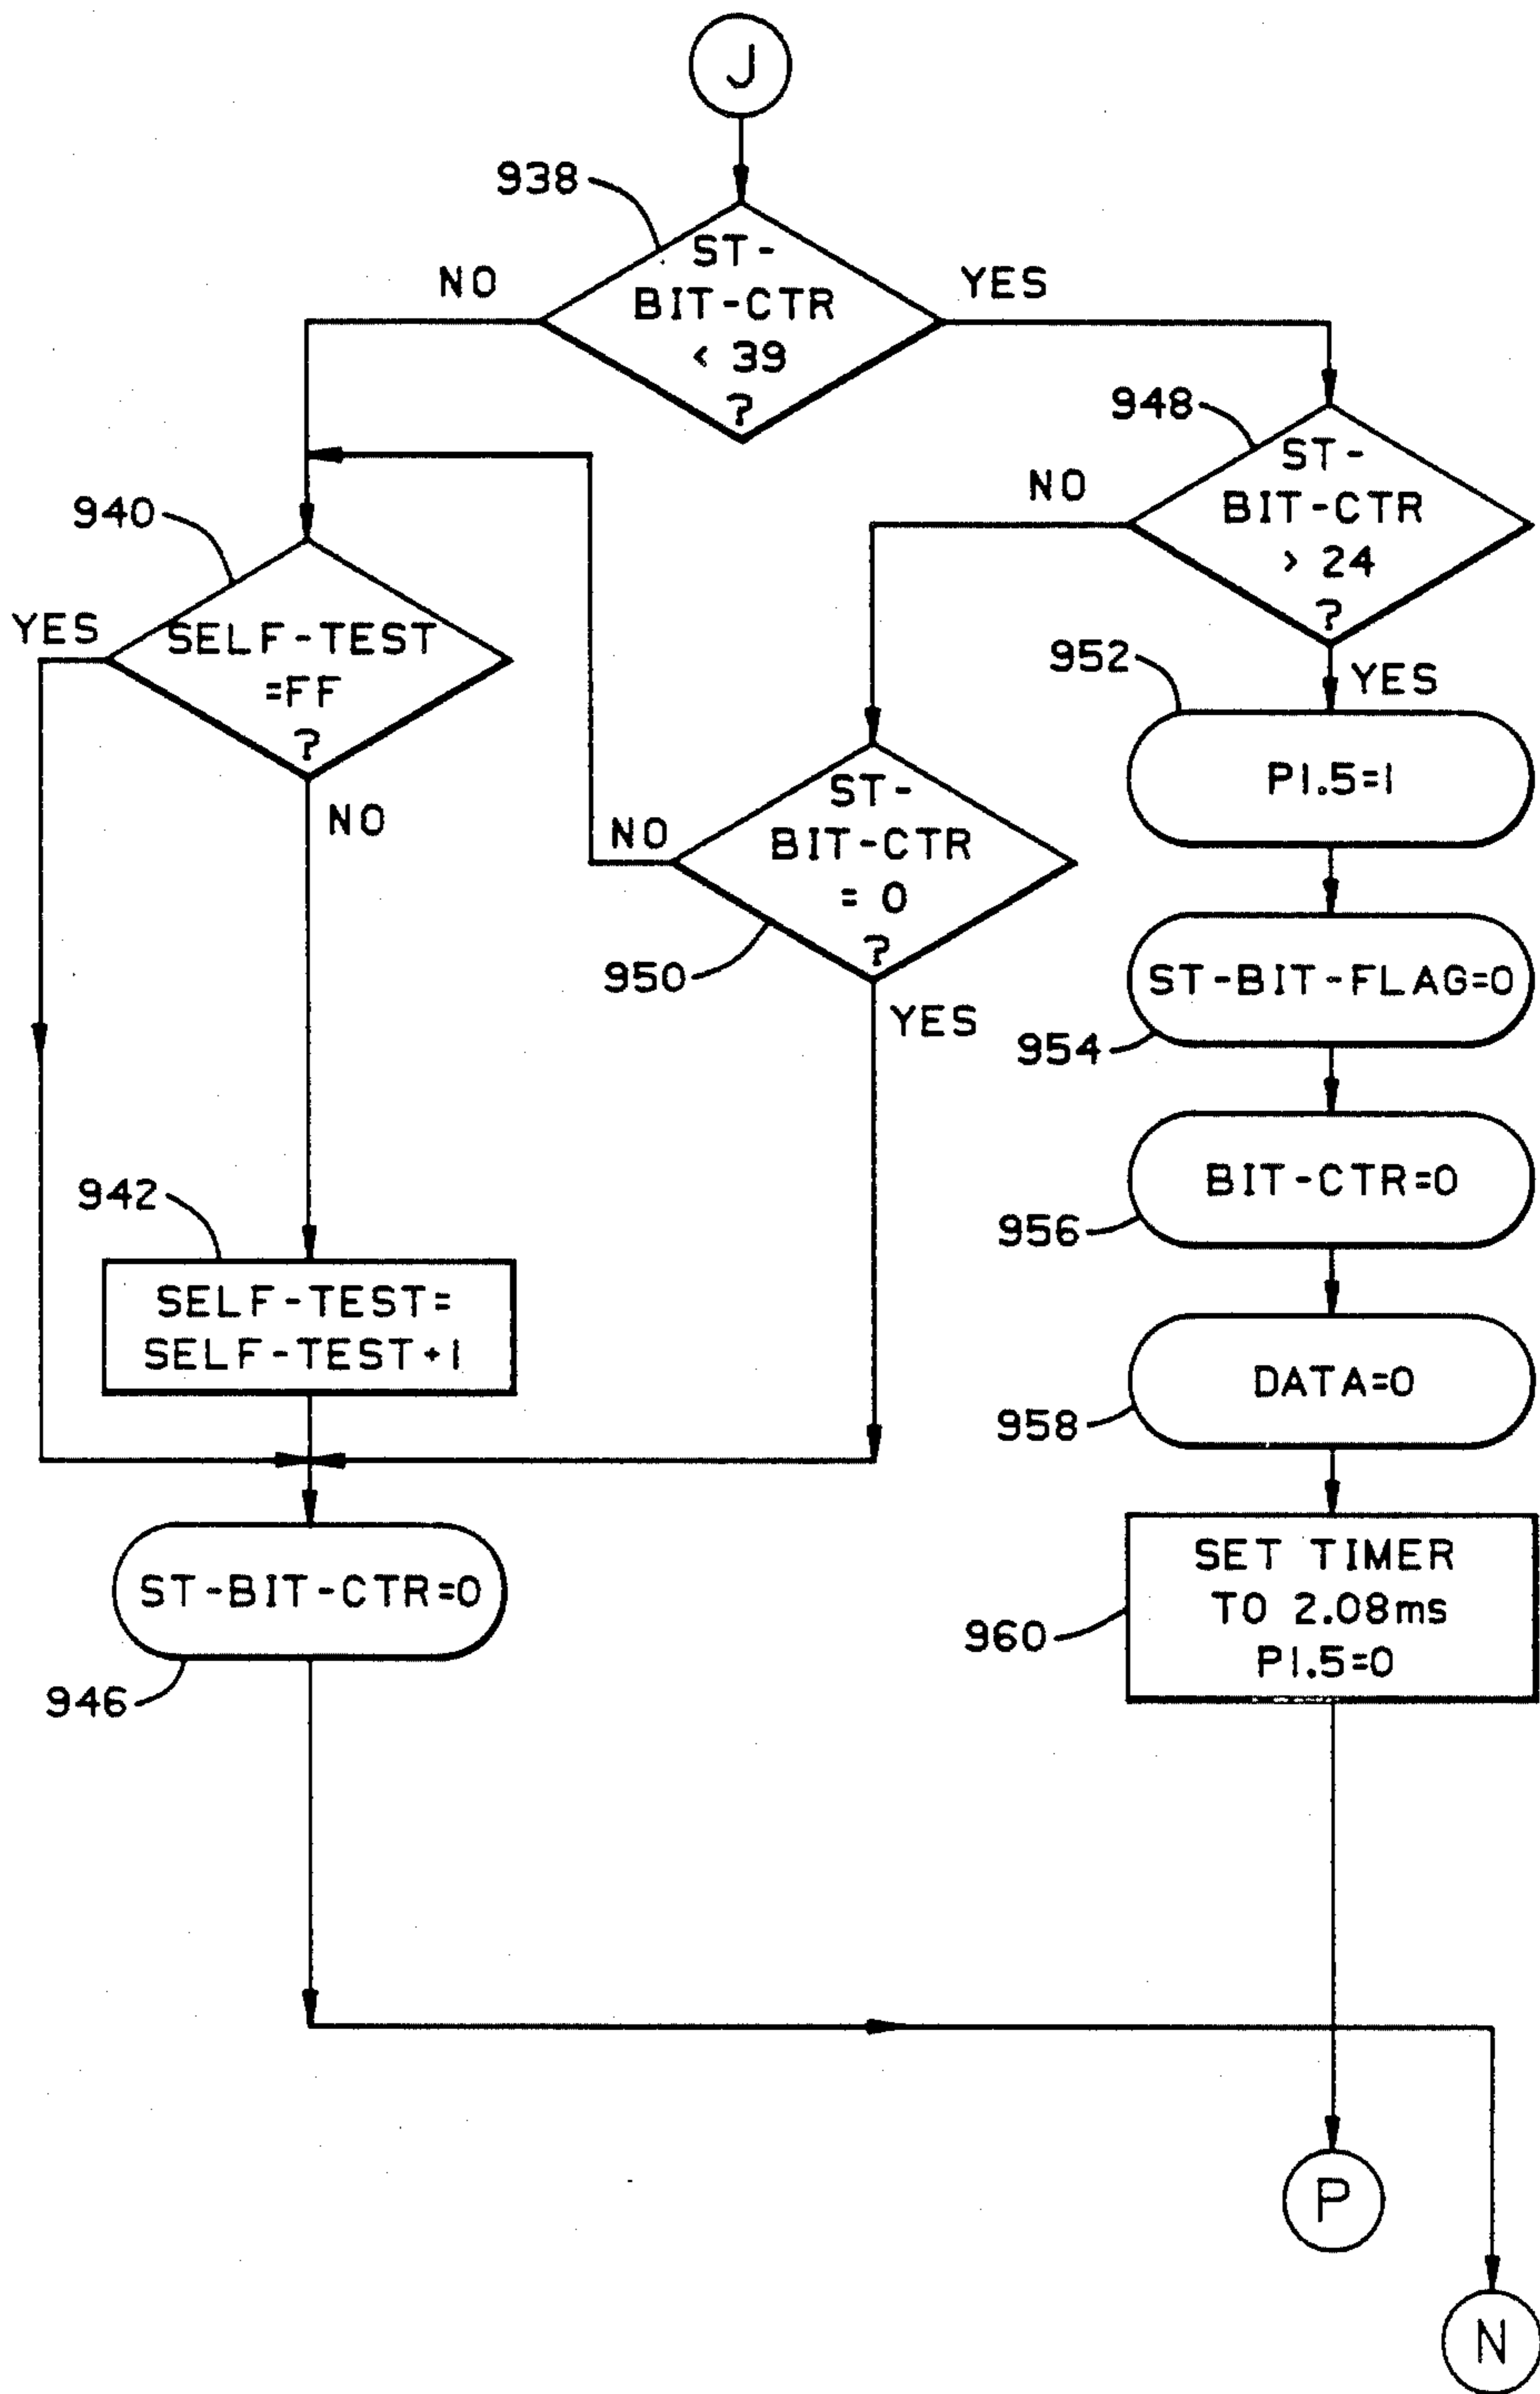 J
938
ST-
BIT-CTR
< 39
?
NO
YES
948
ST-
BIT-CTR
> 24
?
NO
YES
940
SELF-TEST
=FF
?
YES
NO
950
ST-
BIT-CTR
= 0
?
NO
YES
952
P1.5=1
954
ST-BIT-FLAG=0
956
BIT-CTR=0
942
SELF-TEST=
SELF-TEST+1
958
DATA=0
946
ST-BIT-CTR=0
960
SET TIMER
TO 2.08ms
P1.5=0
P
N